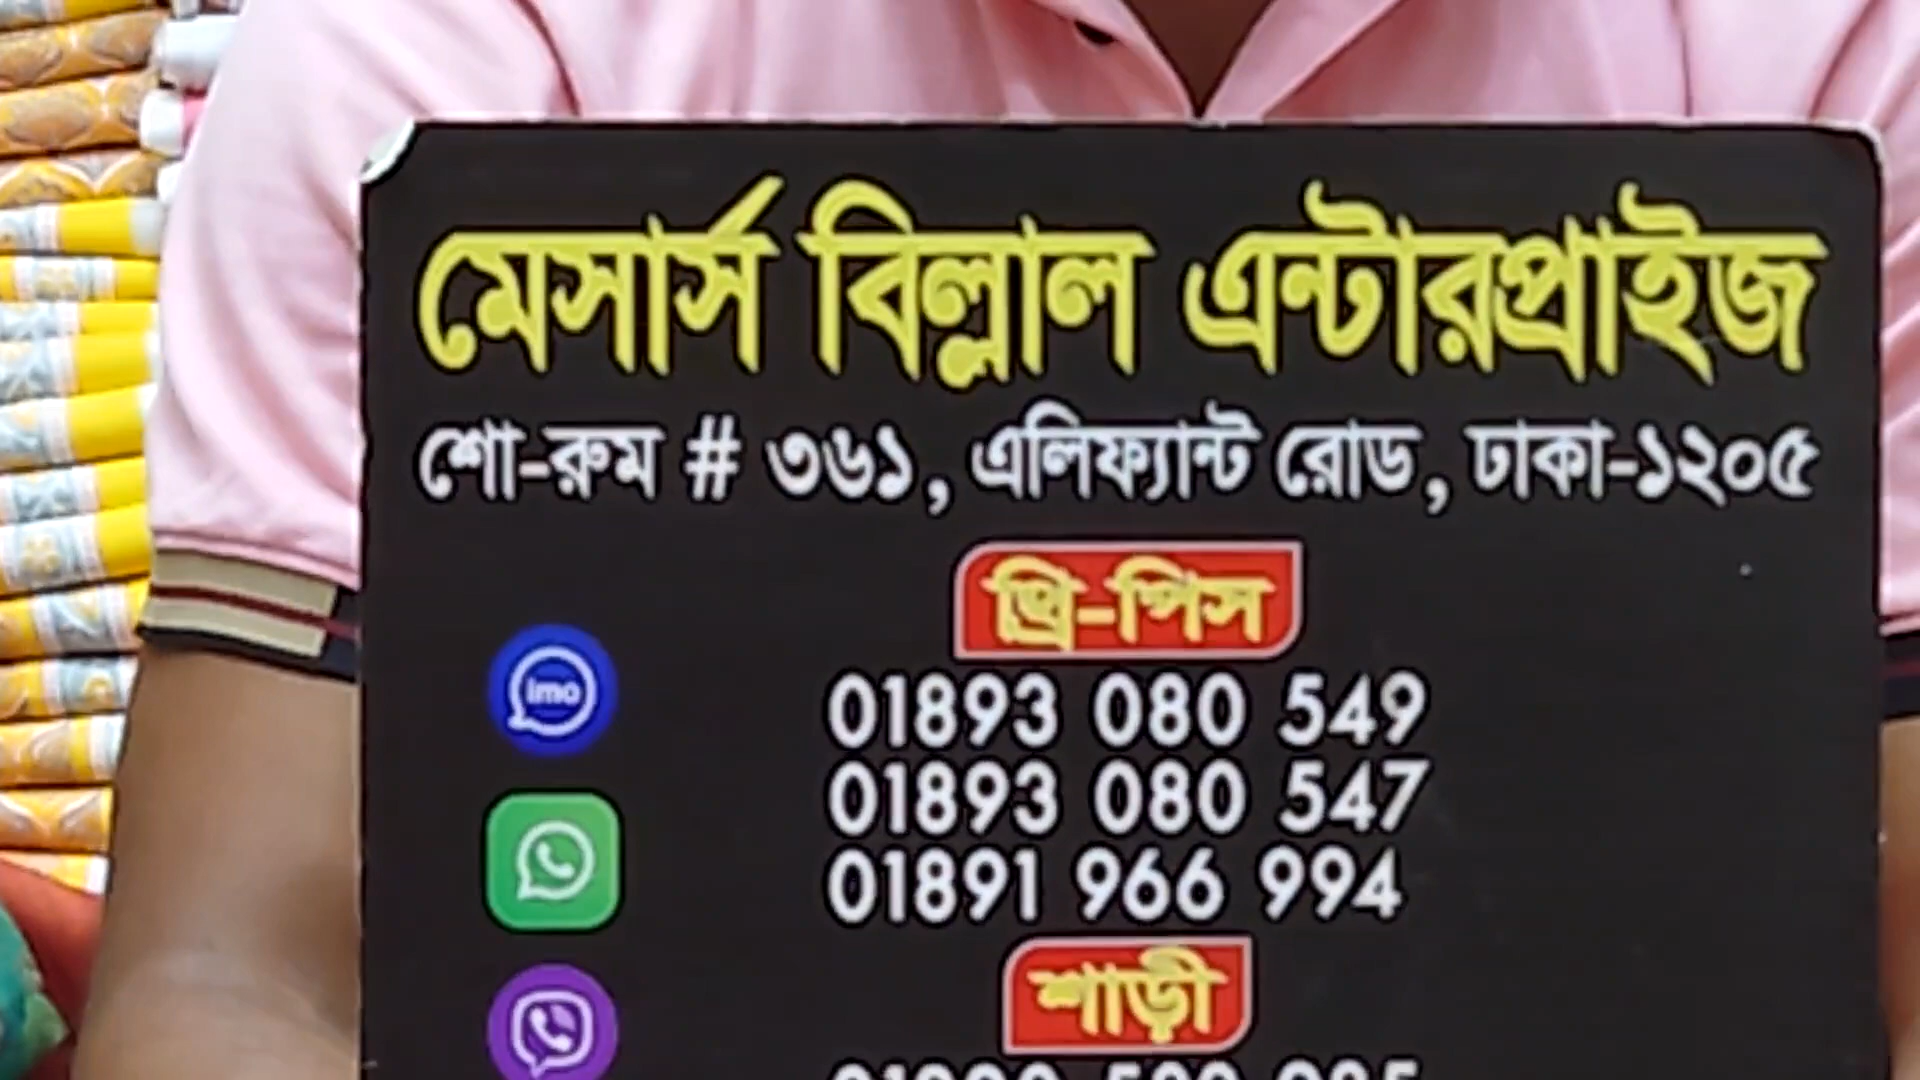 মেসার্স বিল্লাল এন্টারপ্রাইজ
শো-রুম # ৩৬১, এলিফ্যান্ট রোড, ঢাকা-১২০৫
থ্রি-পিস
imo
01893 080 549
01893 080 547
01891 966 994
শাড়ী